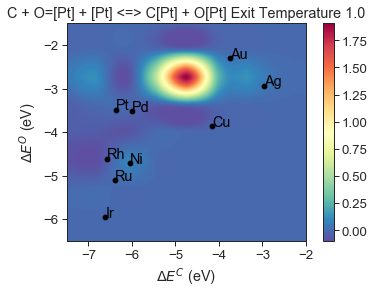 C + O=[Pt] + [Pt] <=> C[Pt] + O[Pt] Exit Temperature 1.0
−2
−3
−4
−5
−6
ΔE^O (eV)
Au
Ag
Pt
Pd
Cu
Rh
Ni
Ru
Ir
−7
−6
−5
−4
−3
−2
ΔE^C (eV)
1.75
1.50
1.25
1.00
0.75
0.50
0.25
0.00